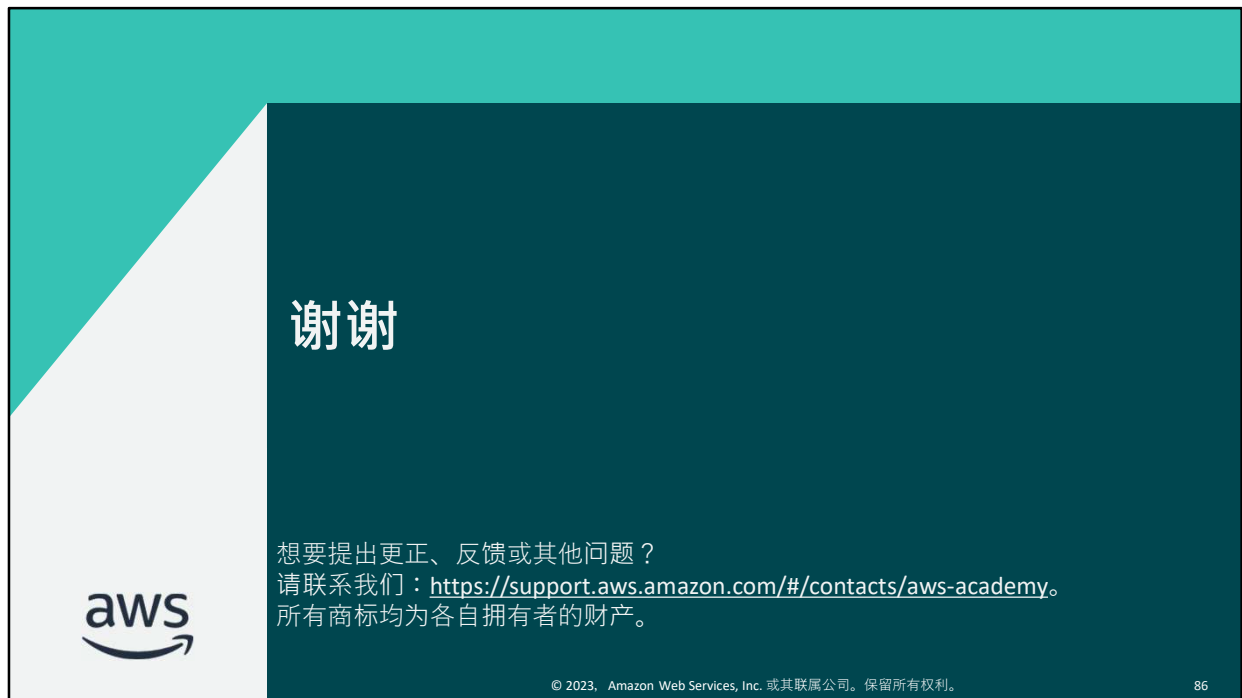 谢谢
想要提出更正、反馈或其他问题？
请联系我们：https://support.aws.amazon.com/#/contacts/aws-academy。
所有商标均为各自拥有者的财产。
aws
© 2023，Amazon Web Services, Inc. 或其联属公司。保留所有权利。
86